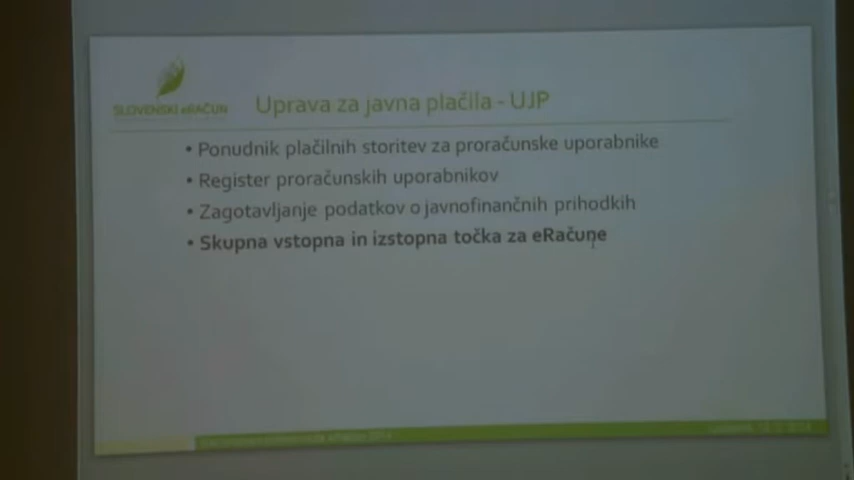 SLOVENSKI eRAČUN
Uprava za javna plačila - UJP
• Ponudnik plačilnih storitev za proračunske uporabnike
• Register proračunskih uporabnikov
• Zagotavljanje podatkov o javnofinančnih prihodkih
• Skupna vstopna in izstopna točka za eRačune